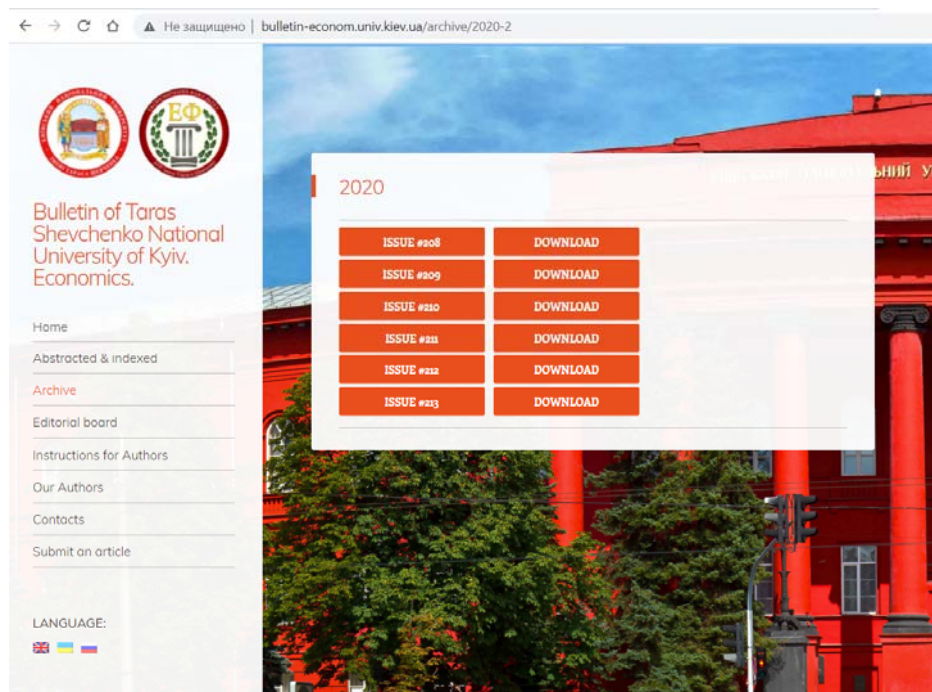 Не защищено | bulletin-econom.univ.kiev.ua/archive/2020-2
ЕФ
Bulletin of Taras
Shevchenko National
University of Kyiv.
Economics.
Home
Abstracted & indexed
Archive
Editorial board
Instructions for Authors
Our Authors
Contacts
Submit an article
LANGUAGE:
2020
ISSUE #208 DOWNLOAD
ISSUE #209 DOWNLOAD
ISSUE #210 DOWNLOAD
ISSUE #211 DOWNLOAD
ISSUE #212 DOWNLOAD
ISSUE #213 DOWNLOAD